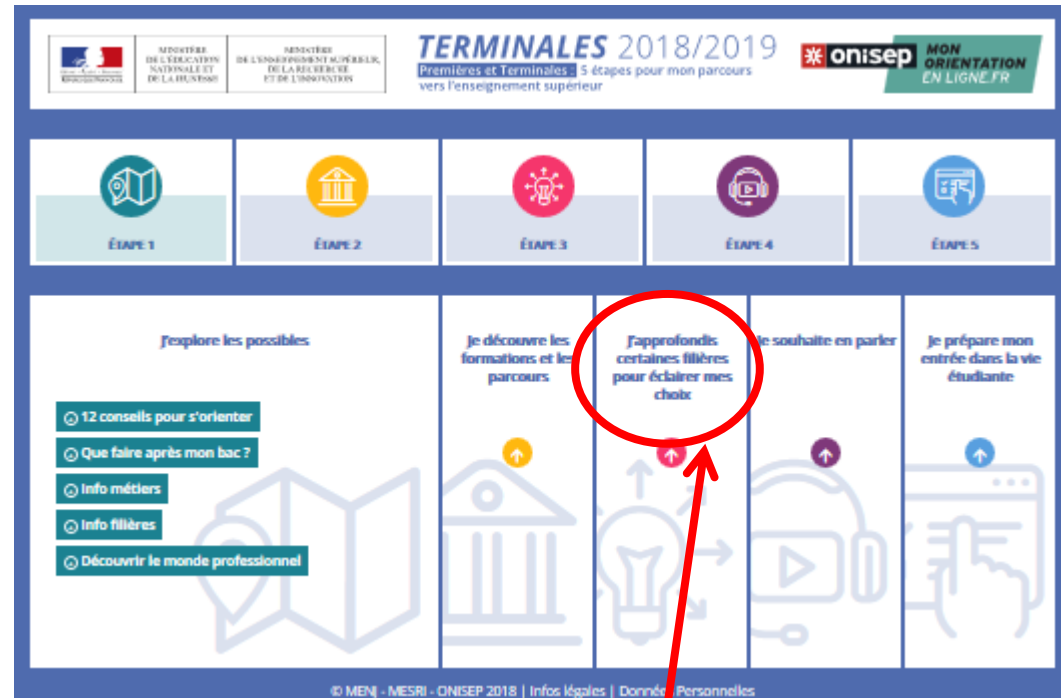 MINISTÈRE
DE L'ÉDUCATION
NATIONALE ET
DE LA JEUNESSE
MINISTÈRE
DE L'ENSEIGNEMENT SUPÉRIEUR,
DE LA RECHERCHE
ET DE L'INNOVATION
TERMINALES 2018/2019
Premières et Terminales : 5 étapes pour mon parcours
vers l'enseignement supérieur
onisep
MON
ORIENTATION
EN LIGNE.FR
ÉTAPE 1
ÉTAPE 2
ÉTAPE 3
ÉTAPE 4
ÉTAPE 5
J'explore les possibles
12 conseils pour s'orienter
Que faire après mon bac ?
Info métiers
Info filières
Découvrir le monde professionnel
Je découvre les
formations et les
parcours
J'approfondis
certaines filières
pour éclairer mes
choix
Je souhaite en parler
Je prépare mon
entrée dans la vie
étudiante
© MENJ - MESRI - ONISEP 2018 | Infos légales | Données Personnelles